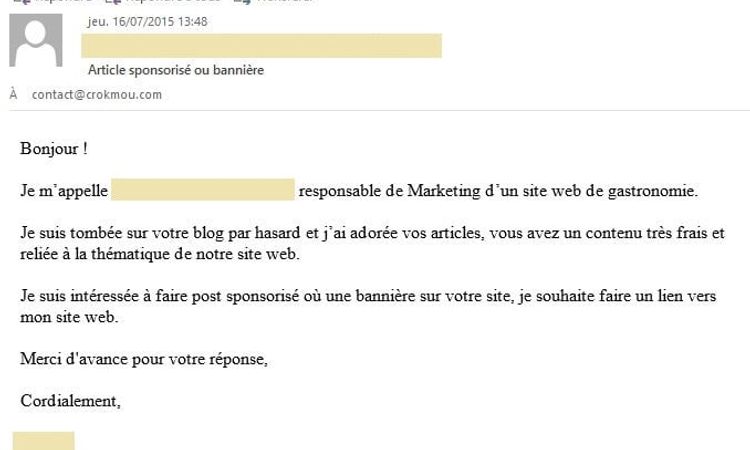 jeu. 16/07/2015 13:48
Article sponsorisé ou bannière
À contact@crokmou.com
Bonjour !
Je m'appelle responsable de Marketing d'un site web de gastronomie.
Je suis tombée sur votre blog par hasard et j'ai adorée vos articles, vous avez un contenu très frais et
reliée à la thématique de notre site web.
Je suis intéressée à faire post sponsorisé où une bannière sur votre site, je souhaite faire un lien vers
mon site web.
Merci d'avance pour votre réponse,
Cordialement,